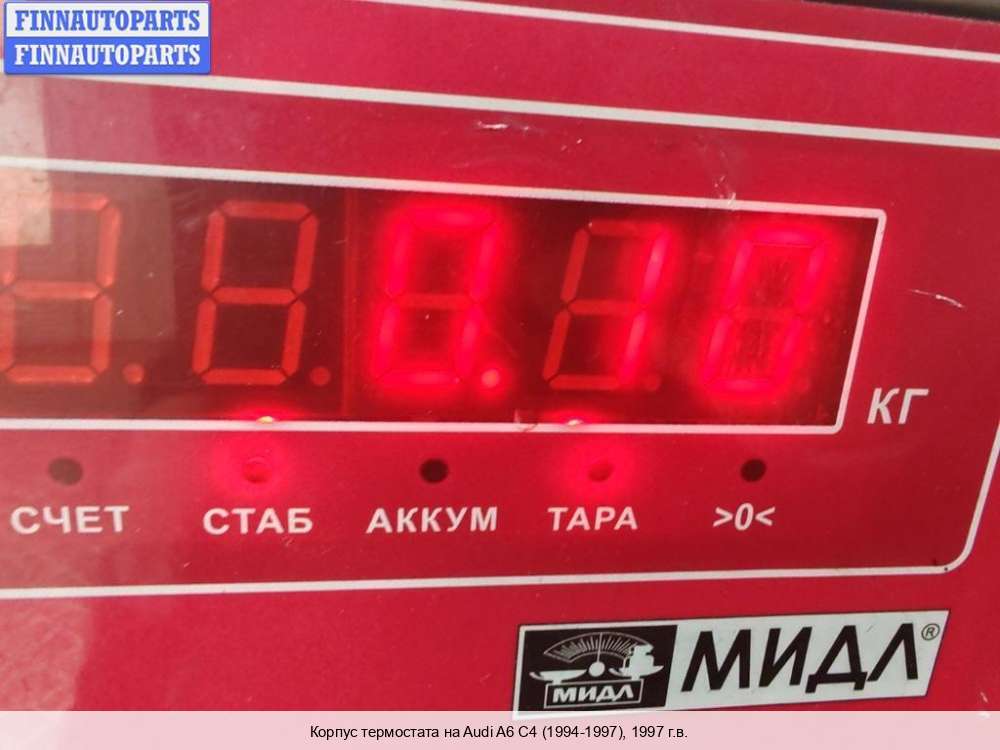 FINNAUTOPARTS
FINNAUTOPARTS
0.10
КГ
СЧЕТ СТАБ АККУМ ТАРА >0<
МИДЛ МИДЛ®
Корпус термостата на Audi A6 C4 (1994-1997), 1997 г.в.